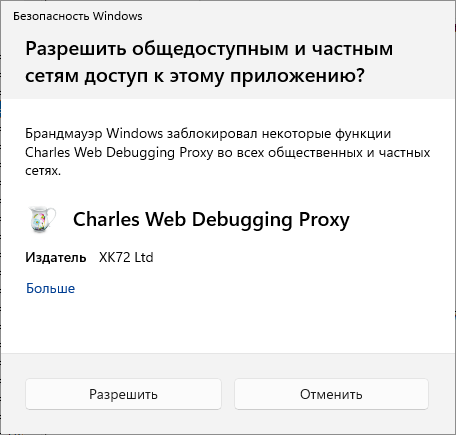 Безопасность Windows
Разрешить общедоступным и частным
сетям доступ к этому приложению?
Брандмауэр Windows заблокировал некоторые функции
Charles Web Debugging Proxy во всех общественных и частных
сетях.
Charles Web Debugging Proxy
Издатель XK72 Ltd
Больше
Разрешить Отменить